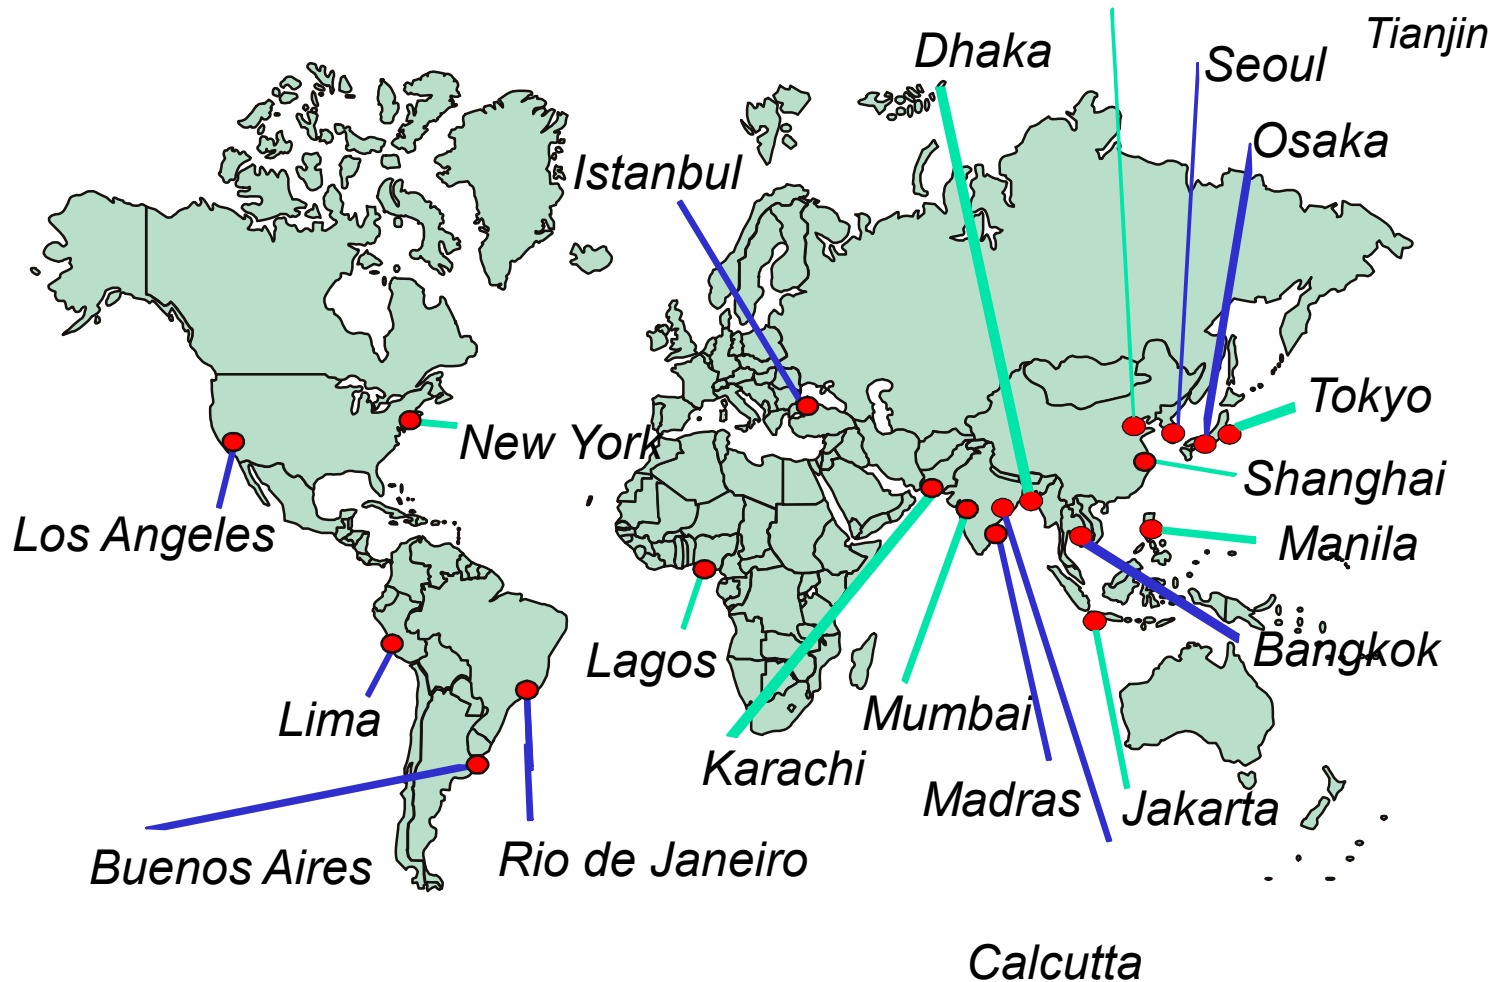 Tianjin
Dhaka
Seoul
Osaka
Istanbul
Tokyo
New York
Shanghai
Los Angeles
Manila
Lagos
Bangkok
Lima
Mumbai
Karachi
Madras
Jakarta
Buenos Aires
Rio de Janeiro
Calcutta